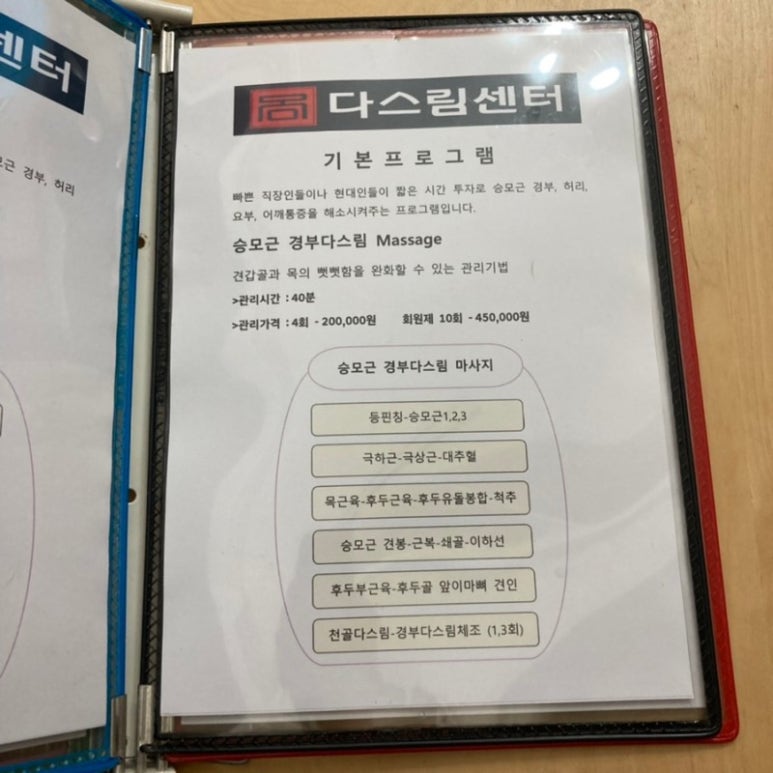 센터
경부, 허리
다스림센터
기본프로그램
빠쁜 직장인들이나 현대인들이 짧은 시간 투자로 승모근 경부, 허리,
요부, 어깨통증을 해소시켜주는 프로그램입니다.
승모근 경부다스림 Massage
견갑골과 목의 뻣뻣함을 완화할 수 있는 관리기법
>관리시간 : 40분
>관리가격 : 4회 - 200,000원 회원제 10회 - 450,000원
승모근 경부다스림 마사지
등핀칭-승모근1,2,3
극하근-극상근-대주혈
목근육-후두근육-후두유돌봉합-척추
승모근 견봉-근복-쇄골-이하선
후두부근육-후두골 앞이마뼈 견인
천골다스림-경부다스림체조 (1,3회)